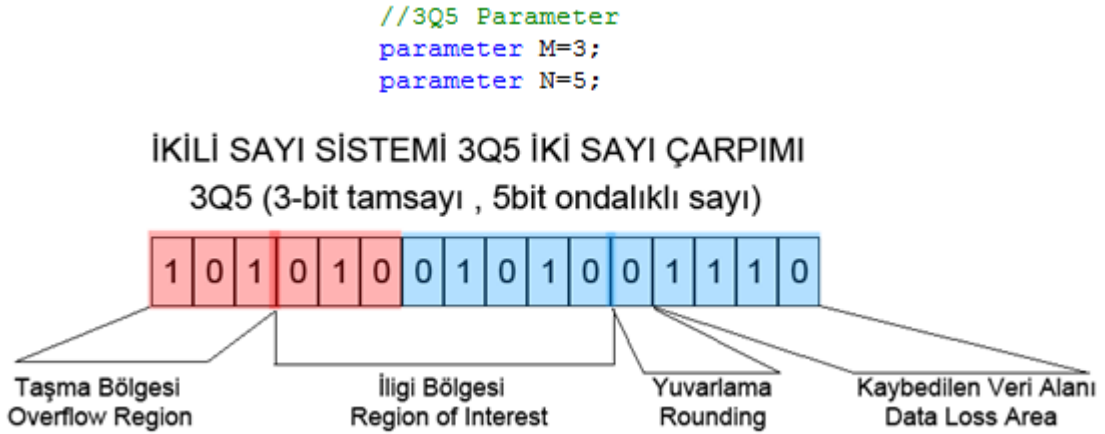 //3Q5 Parameter
parameter M=3;
parameter N=5;
İKİLİ SAYI SİSTEMİ 3Q5 İKİ SAYI ÇARPIMI
3Q5 (3-bit tamsayı , 5bit ondalıklı sayı)
1 0 1 0 1 0 0 1 0 1 0 0 1 1 1 0
Taşma Bölgesi
Overflow Region
İligi Bölgesi
Region of Interest
Yuvarlama
Rounding
Kaybedilen Veri Alanı
Data Loss Area